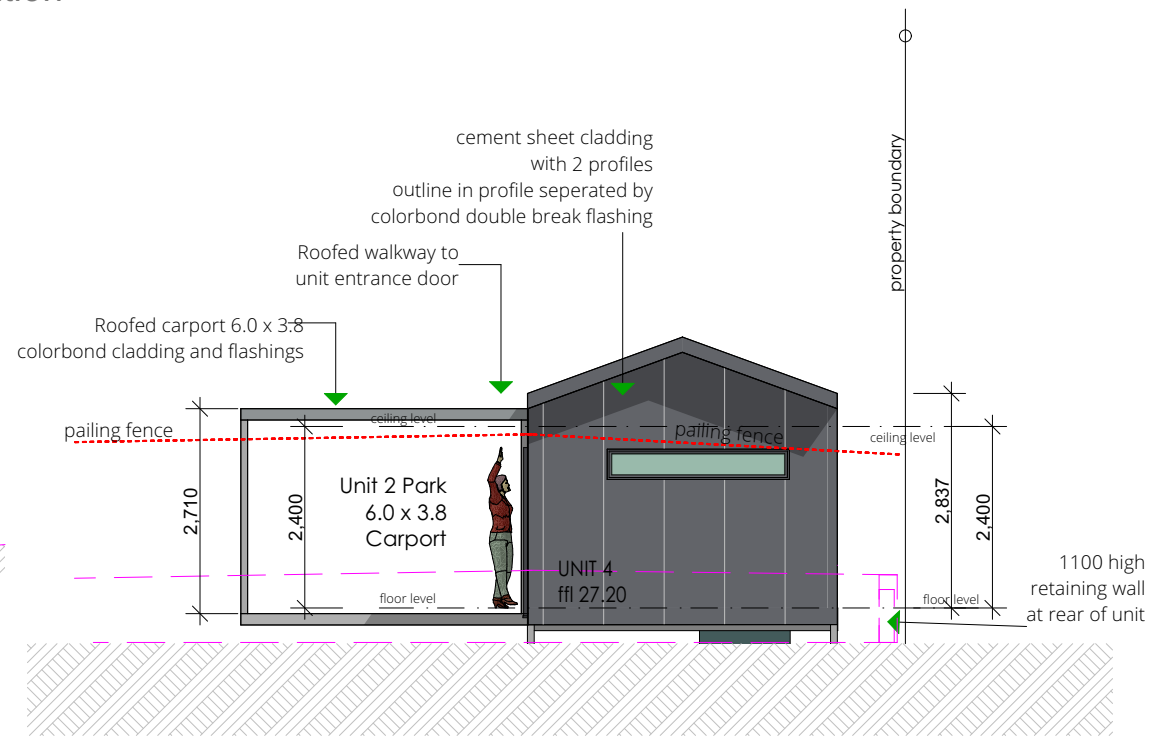 cement sheet cladding
with 2 profiles
outline in profile seperated by
colorbond double break flashing
property boundary
Roofed walkway to
unit entrance door
Roofed carport 6.0 x 3.8
colorbond cladding and flashings
pailing fence
ceiling level
pailing fence
ceiling level
2,710
2,400
Unit 2 Park
6.0 x 3.8
Carport
2,837
2,400
UNIT 4
ffl 27.20
floor level
floor level
1100 high
retaining wall
at rear of unit